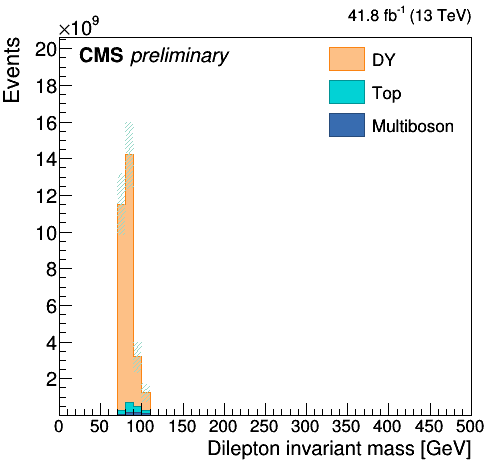 41.8 fb⁻¹ (13 TeV)
×10⁹
CMS preliminary
Events
20
18
16
14
12
10
8
6
4
2
DY
Top
Multiboson
0 50 100 150 200 250 300 350 400 450 500
Dilepton invariant mass [GeV]